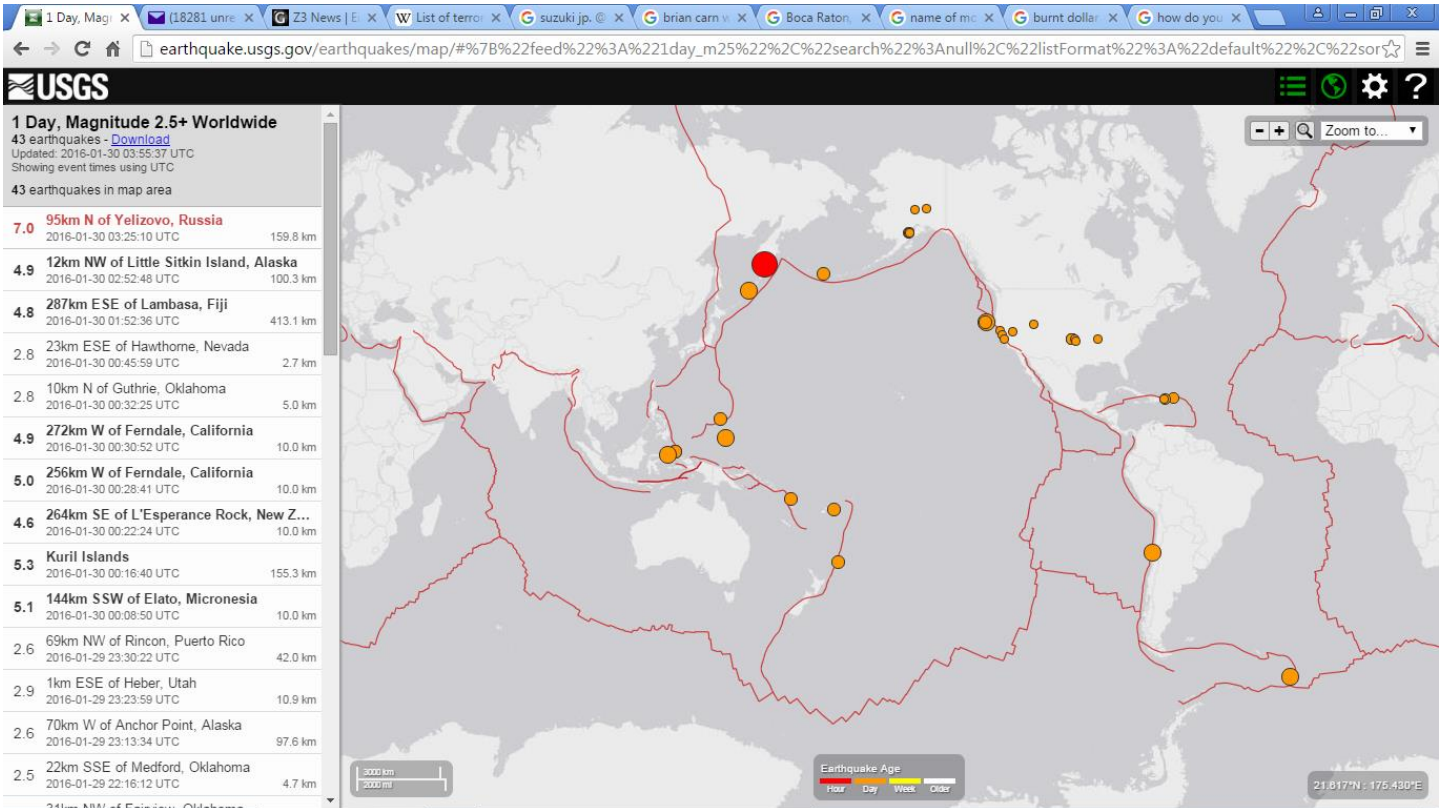 1 Day, Mag
(18281 unre
Z3 News | E
List of terror
suzuki jp. @
brian carn w
Boca Raton,
name of mo
burnt dollar
how do you
earthquake.usgs.gov/earthquakes/map/#%7B%22feed%22%3A%221day_m25%22%2C%22search%22%3Anull%2C%22listFormat%22%3A%22default%22%2C%22sor
USGS
1 Day, Magnitude 2.5+ Worldwide
43 earthquakes - Download
Updated: 2016-01-30 03:55:37 UTC
Showing event times using UTC
43 earthquakes in map area
7.0 95km N of Yelizovo, Russia
2016-01-30 03:25:10 UTC 159.8 km
4.9 12km NW of Little Sitkin Island, Alaska
2016-01-30 02:52:48 UTC 100.3 km
4.8 287km ESE of Lambasa, Fiji
2016-01-30 01:52:36 UTC 413.1 km
2.8 23km ESE of Hawthorne, Nevada
2016-01-30 00:45:59 UTC 2.7 km
2.8 10km N of Guthrie, Oklahoma
2016-01-30 00:32:25 UTC 5.0 km
4.9 272km W of Ferndale, California
2016-01-30 00:30:52 UTC 10.0 km
5.0 256km W of Ferndale, California
2016-01-30 00:28:41 UTC 10.0 km
4.6 264km SE of L'Esperance Rock, New Z...
2016-01-30 00:22:24 UTC 10.0 km
5.3 Kuril Islands
2016-01-30 00:16:40 UTC 155.3 km
5.1 144km SSW of Elato, Micronesia
2016-01-30 00:08:50 UTC 10.0 km
2.6 69km NW of Rincon, Puerto Rico
2016-01-29 23:30:22 UTC 42.0 km
2.9 1km ESE of Heber, Utah
2016-01-29 23:23:59 UTC 10.9 km
2.6 70km W of Anchor Point, Alaska
2016-01-29 23:13:34 UTC 97.6 km
2.5 22km SSE of Medford, Oklahoma
2016-01-29 22:16:12 UTC 4.7 km
31km NW of Fairview, Oklahoma
- + Zoom to...
3000 km
2000 mi
Earthquake Age
Hour Day Week Older
21.817°N : 175.430°E